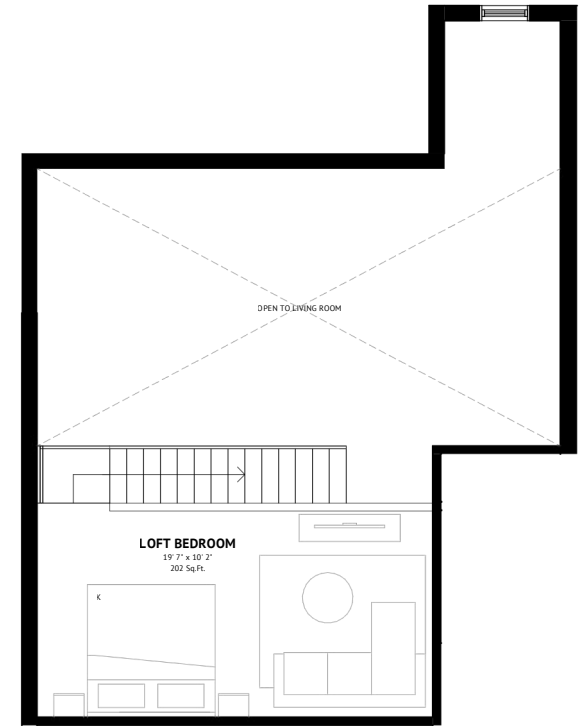 OPEN TO LIVING ROOM
LOFT BEDROOM
19' 7" x 10' 2"
202 Sq.Ft.
K